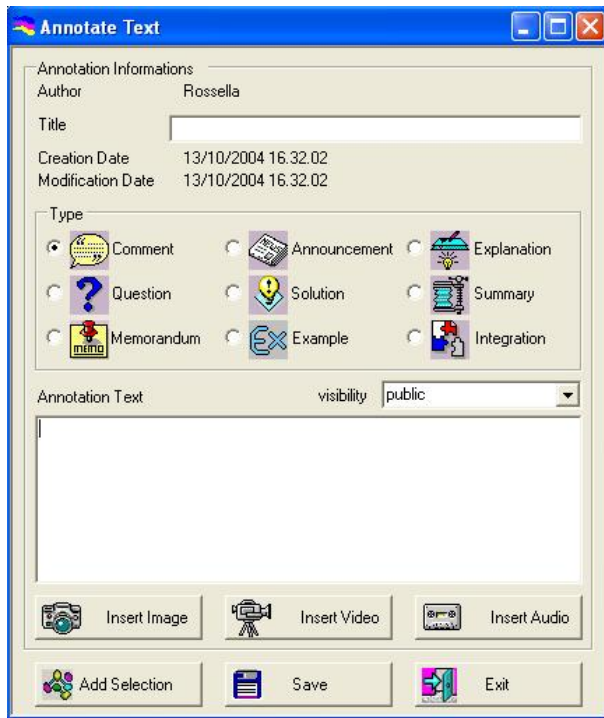 Annotate Text
Annotation Informations
Author Rossella
Title
Creation Date 13/10/2004 16.32.02
Modification Date 13/10/2004 16.32.02
Type
Comment Announcement Explanation
? Question Solution Summary
MEMO Memorandum Ex Example Integration
Annotation Text visibility public
Insert Image Insert Video Insert Audio
Add Selection Save Exit